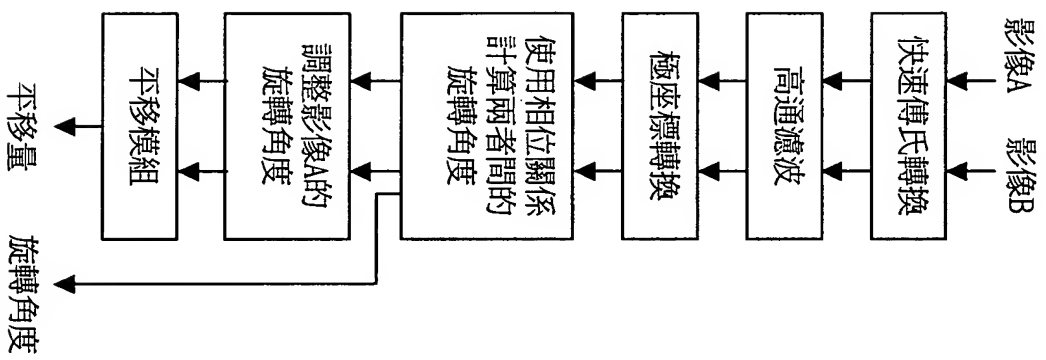 影像A
影像B
快速傅氏轉換
高通濾波
極座標轉換
使用相位關係
計算兩者間的
旋轉角度
調整影像A的
旋轉角度
平移模組
平移量
旋轉角度